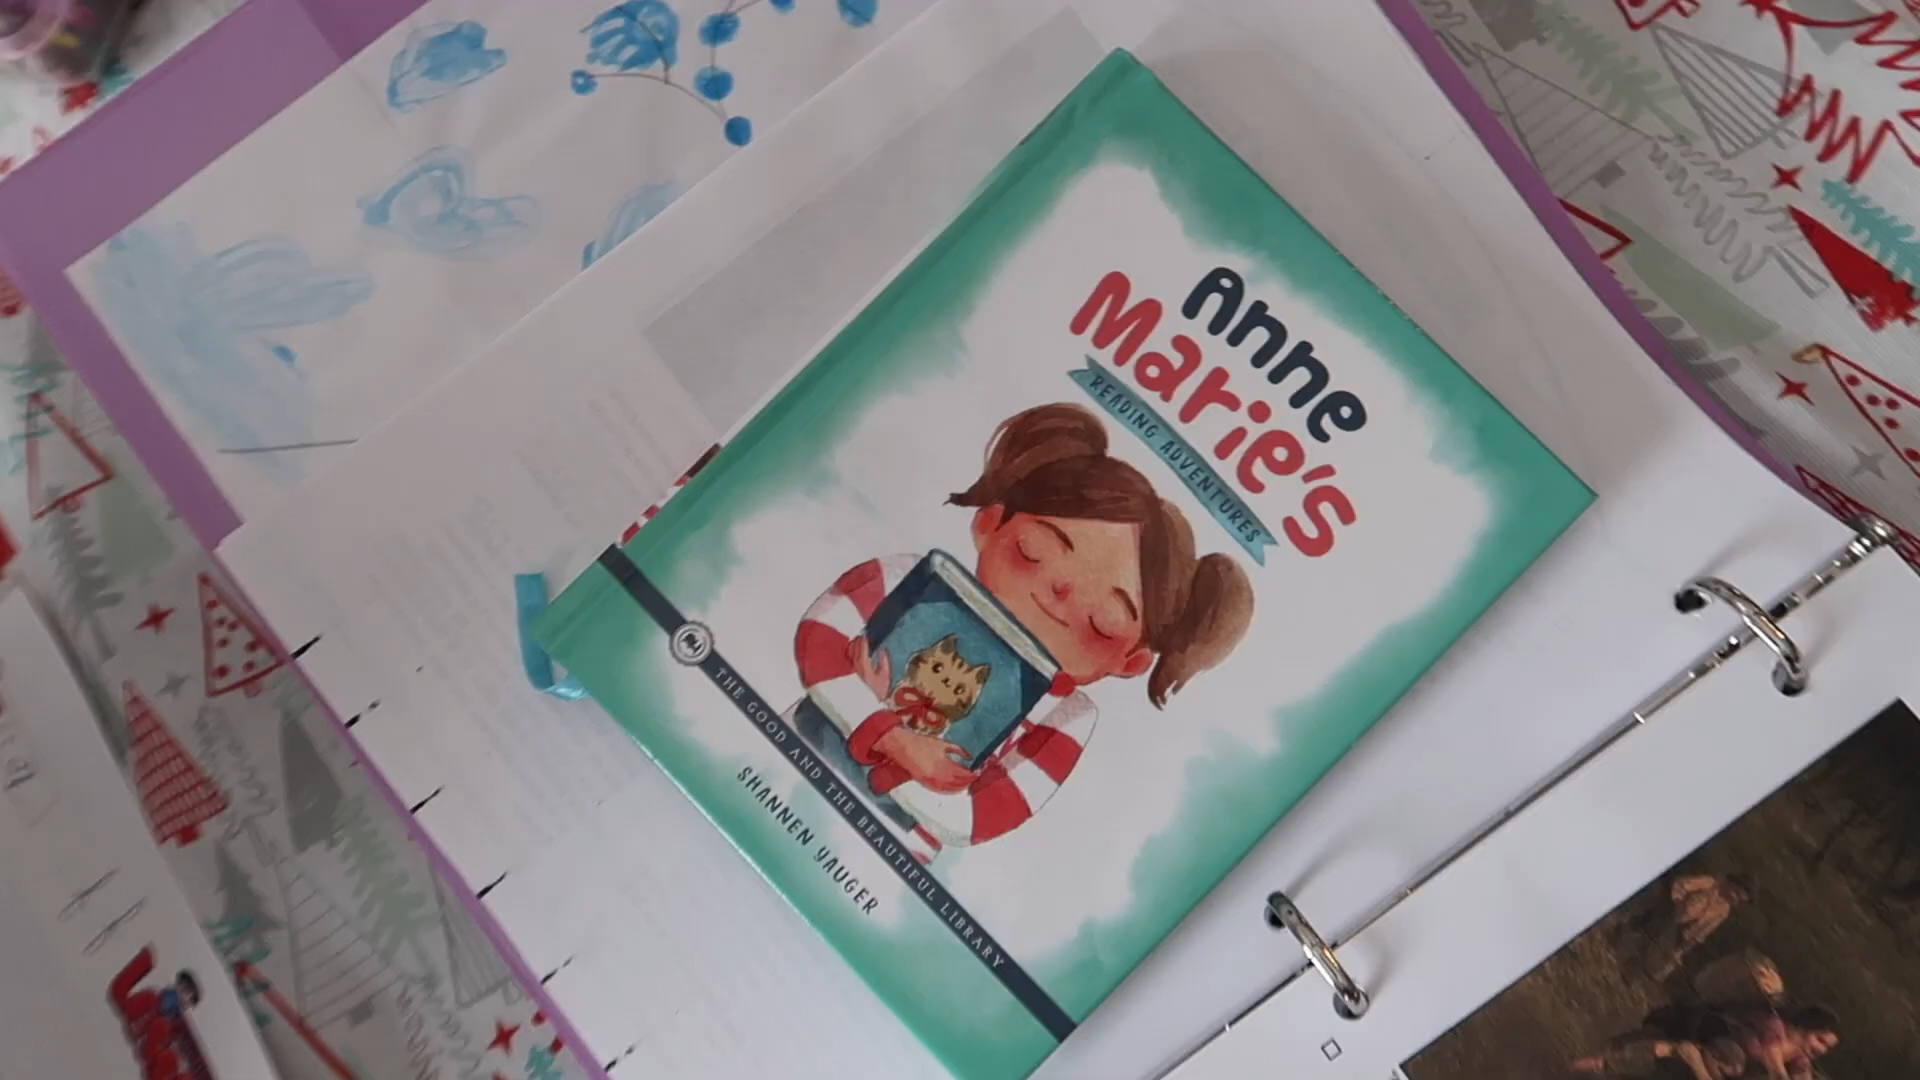 Anne
Marie's
READING ADVENTURES
THE GOOD AND THE BEAUTIFUL LIBRARY
SHANNEN YAUGER